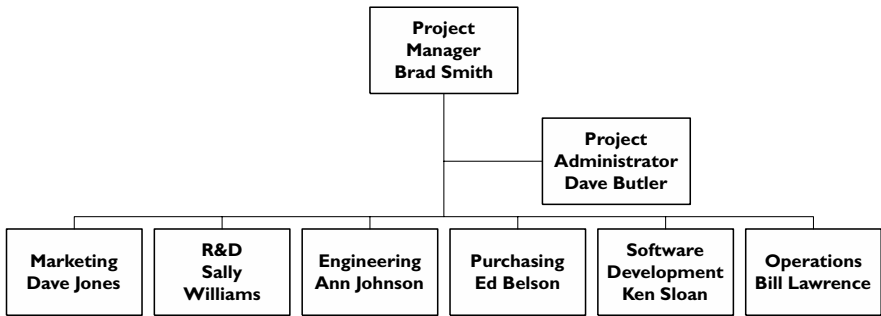 Project
Manager
Brad Smith
Project
Administrator
Dave Butler
Marketing
Dave Jones
R&D
Sally
Williams
Engineering
Ann Johnson
Purchasing
Ed Belson
Software
Development
Ken Sloan
Operations
Bill Lawrence